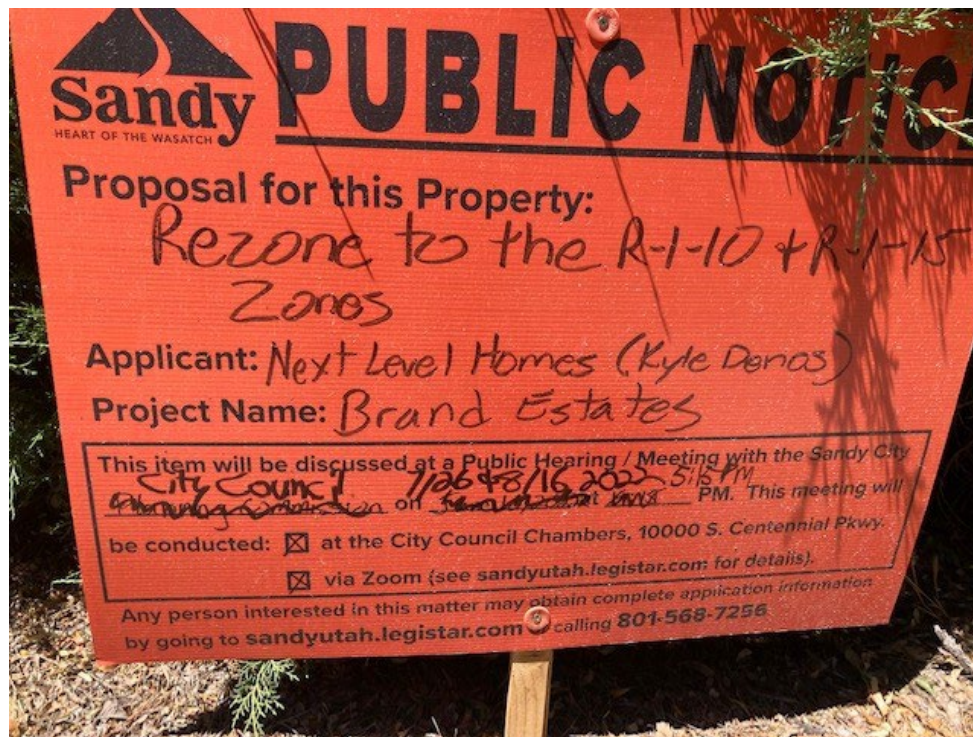 Sandy
HEART OF THE WASATCH
PUBLIC NOTIC
Proposal for this Property:
Rezone to the R-1-10 + R-1-15
Zones
Applicant: Next Level Homes (Kyle Denos)
Project Name: Brand Estates
This item will be discussed at a Public Hearing / Meeting with the Sandy City
City Council 7/26 & 8/16 2022 5:15 PM
on at PM. This meeting will
be conducted: ☒ at the City Council Chambers, 10000 S. Centennial Pkwy.
☒ via Zoom (see sandyutah.legistar.com for details).
Any person interested in this matter may obtain complete application information
by going to sandyutah.legistar.com calling 801-568-7256